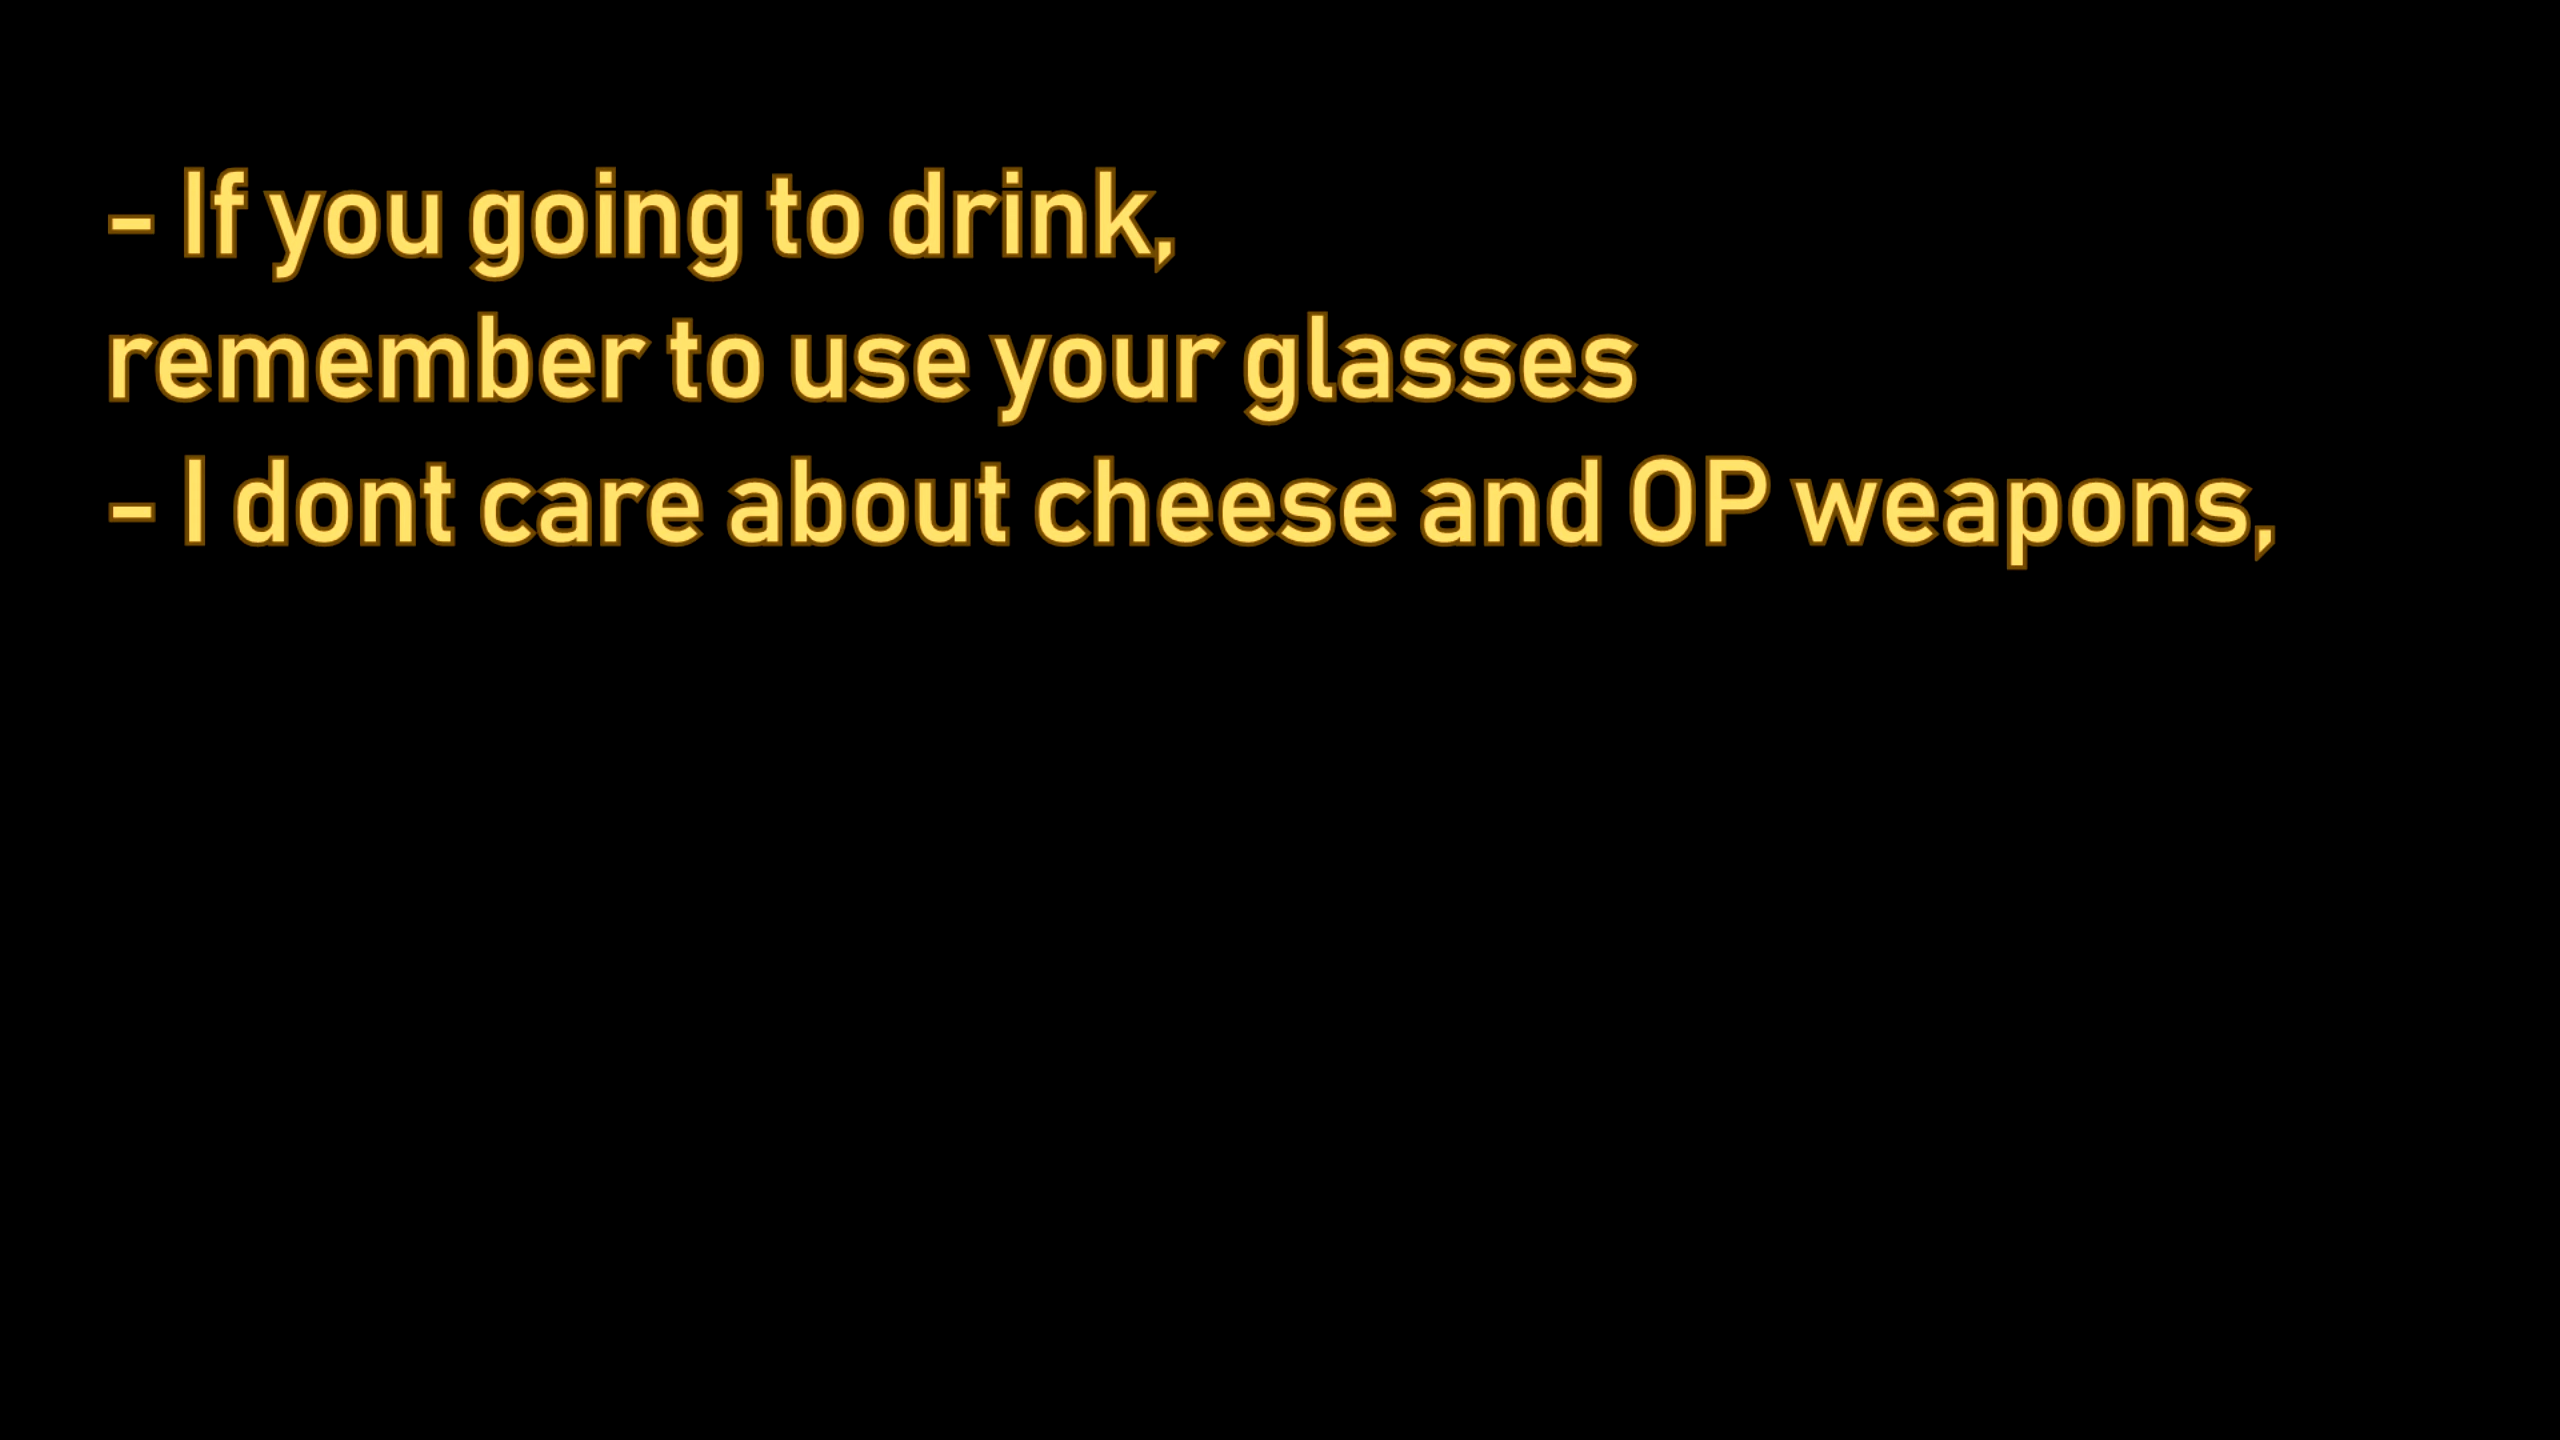 - If you going to drink,
remember to use your glasses
- I dont care about cheese and OP weapons,